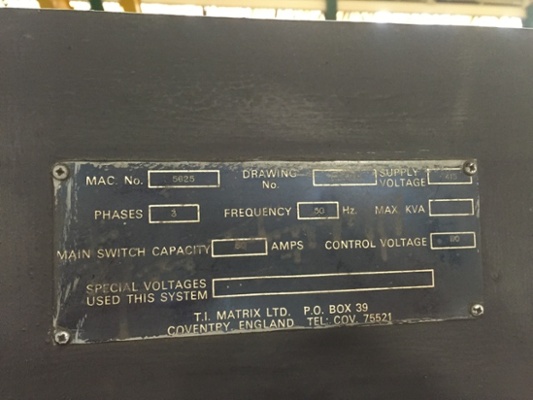 MAC. No. 5625 DRAWING No. SUPPLY VOLTAGE
PHASES 3 FREQUENCY 50 Hz. MAX KVA
MAIN SWITCH CAPACITY AMPS CONTROL VOLTAGE
SPECIAL VOLTAGES
USED THIS SYSTEM
T.I. MATRIX LTD. P.O. BOX 39
COVENTRY, ENGLAND TEL: COV. 75521